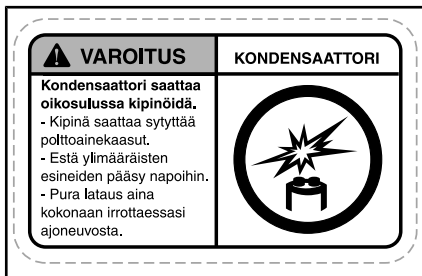 VAROITUS
KONDENSAATTORI
Kondensaattori saattaa
oikosulussa kipinöidä.
- Kipinä saattaa sytyttää
polttoainekaasut.
- Estä ylimääräisten
esineiden pääsy napoihin.
- Pura lataus aina
kokonaan irrottaessasi
ajoneuvosta.